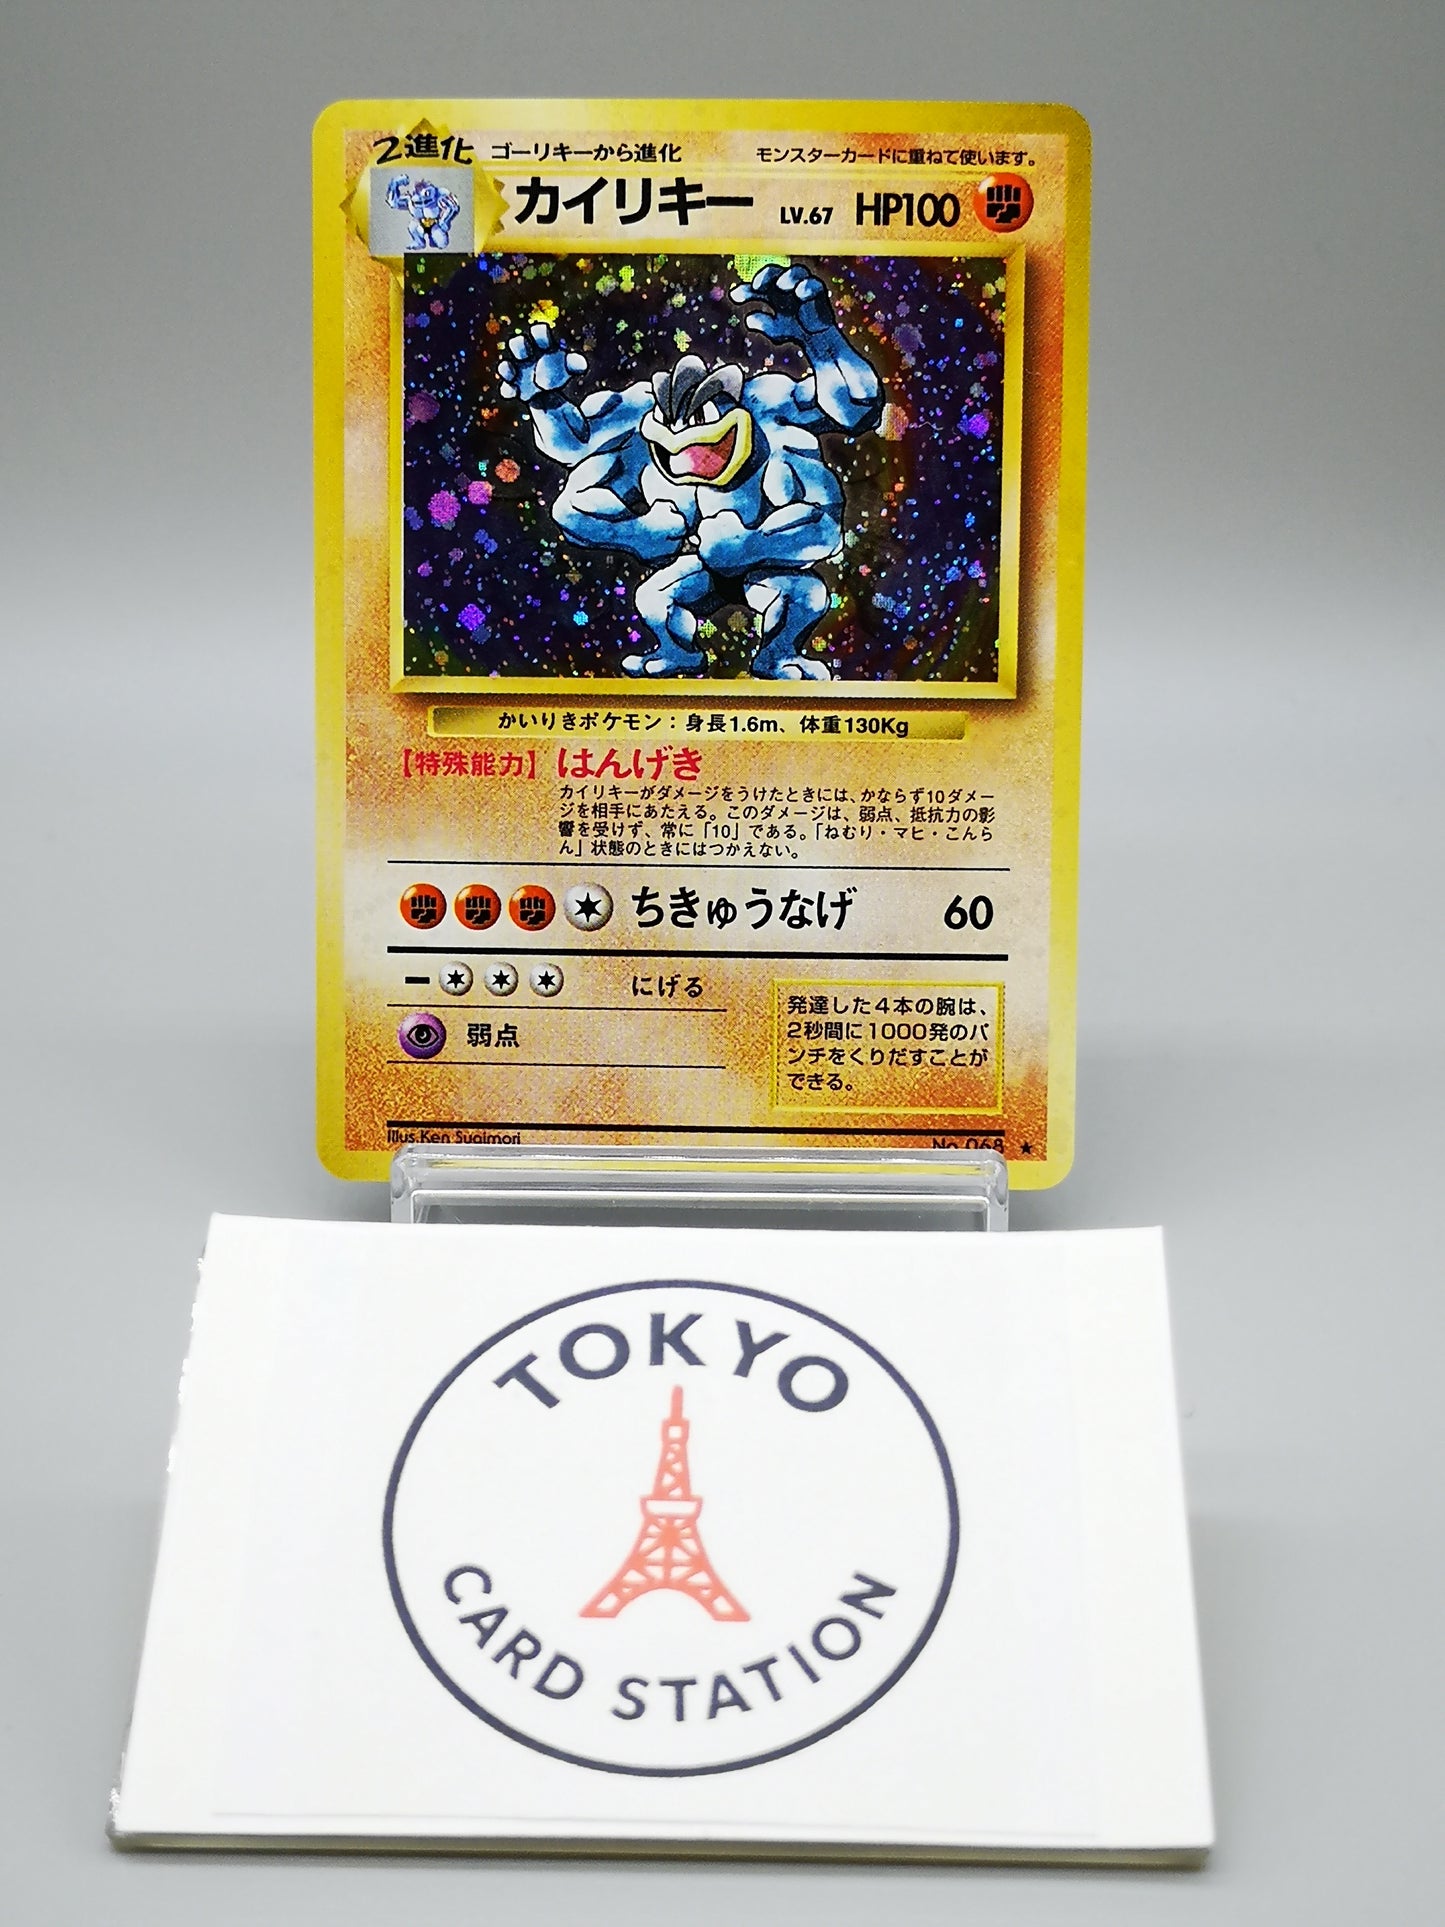 2進化 ゴーリキーから進化 モンスターカードに重ねて使います。
カイリキー LV.67 HP100
かいりきポケモン：身長1.6m、体重130Kg
【特殊能力】はんげき
カイリキーがダメージをうけたときには、かならず10ダメー
ジを相手にあたえる。このダメージは、弱点、抵抗力の影
響を受けず、常に「10」である。「ねむり・マヒ・こんら
ん」状態のときにはつかえない。
ちきゅうなげ 60
ー にげる
弱点
発達した4本の腕は、
2秒間に1000発のパ
ンチをくりだすことが
できる。
Illus.Ken Sugimori No.068 ★
TOKYO
CARD STATION